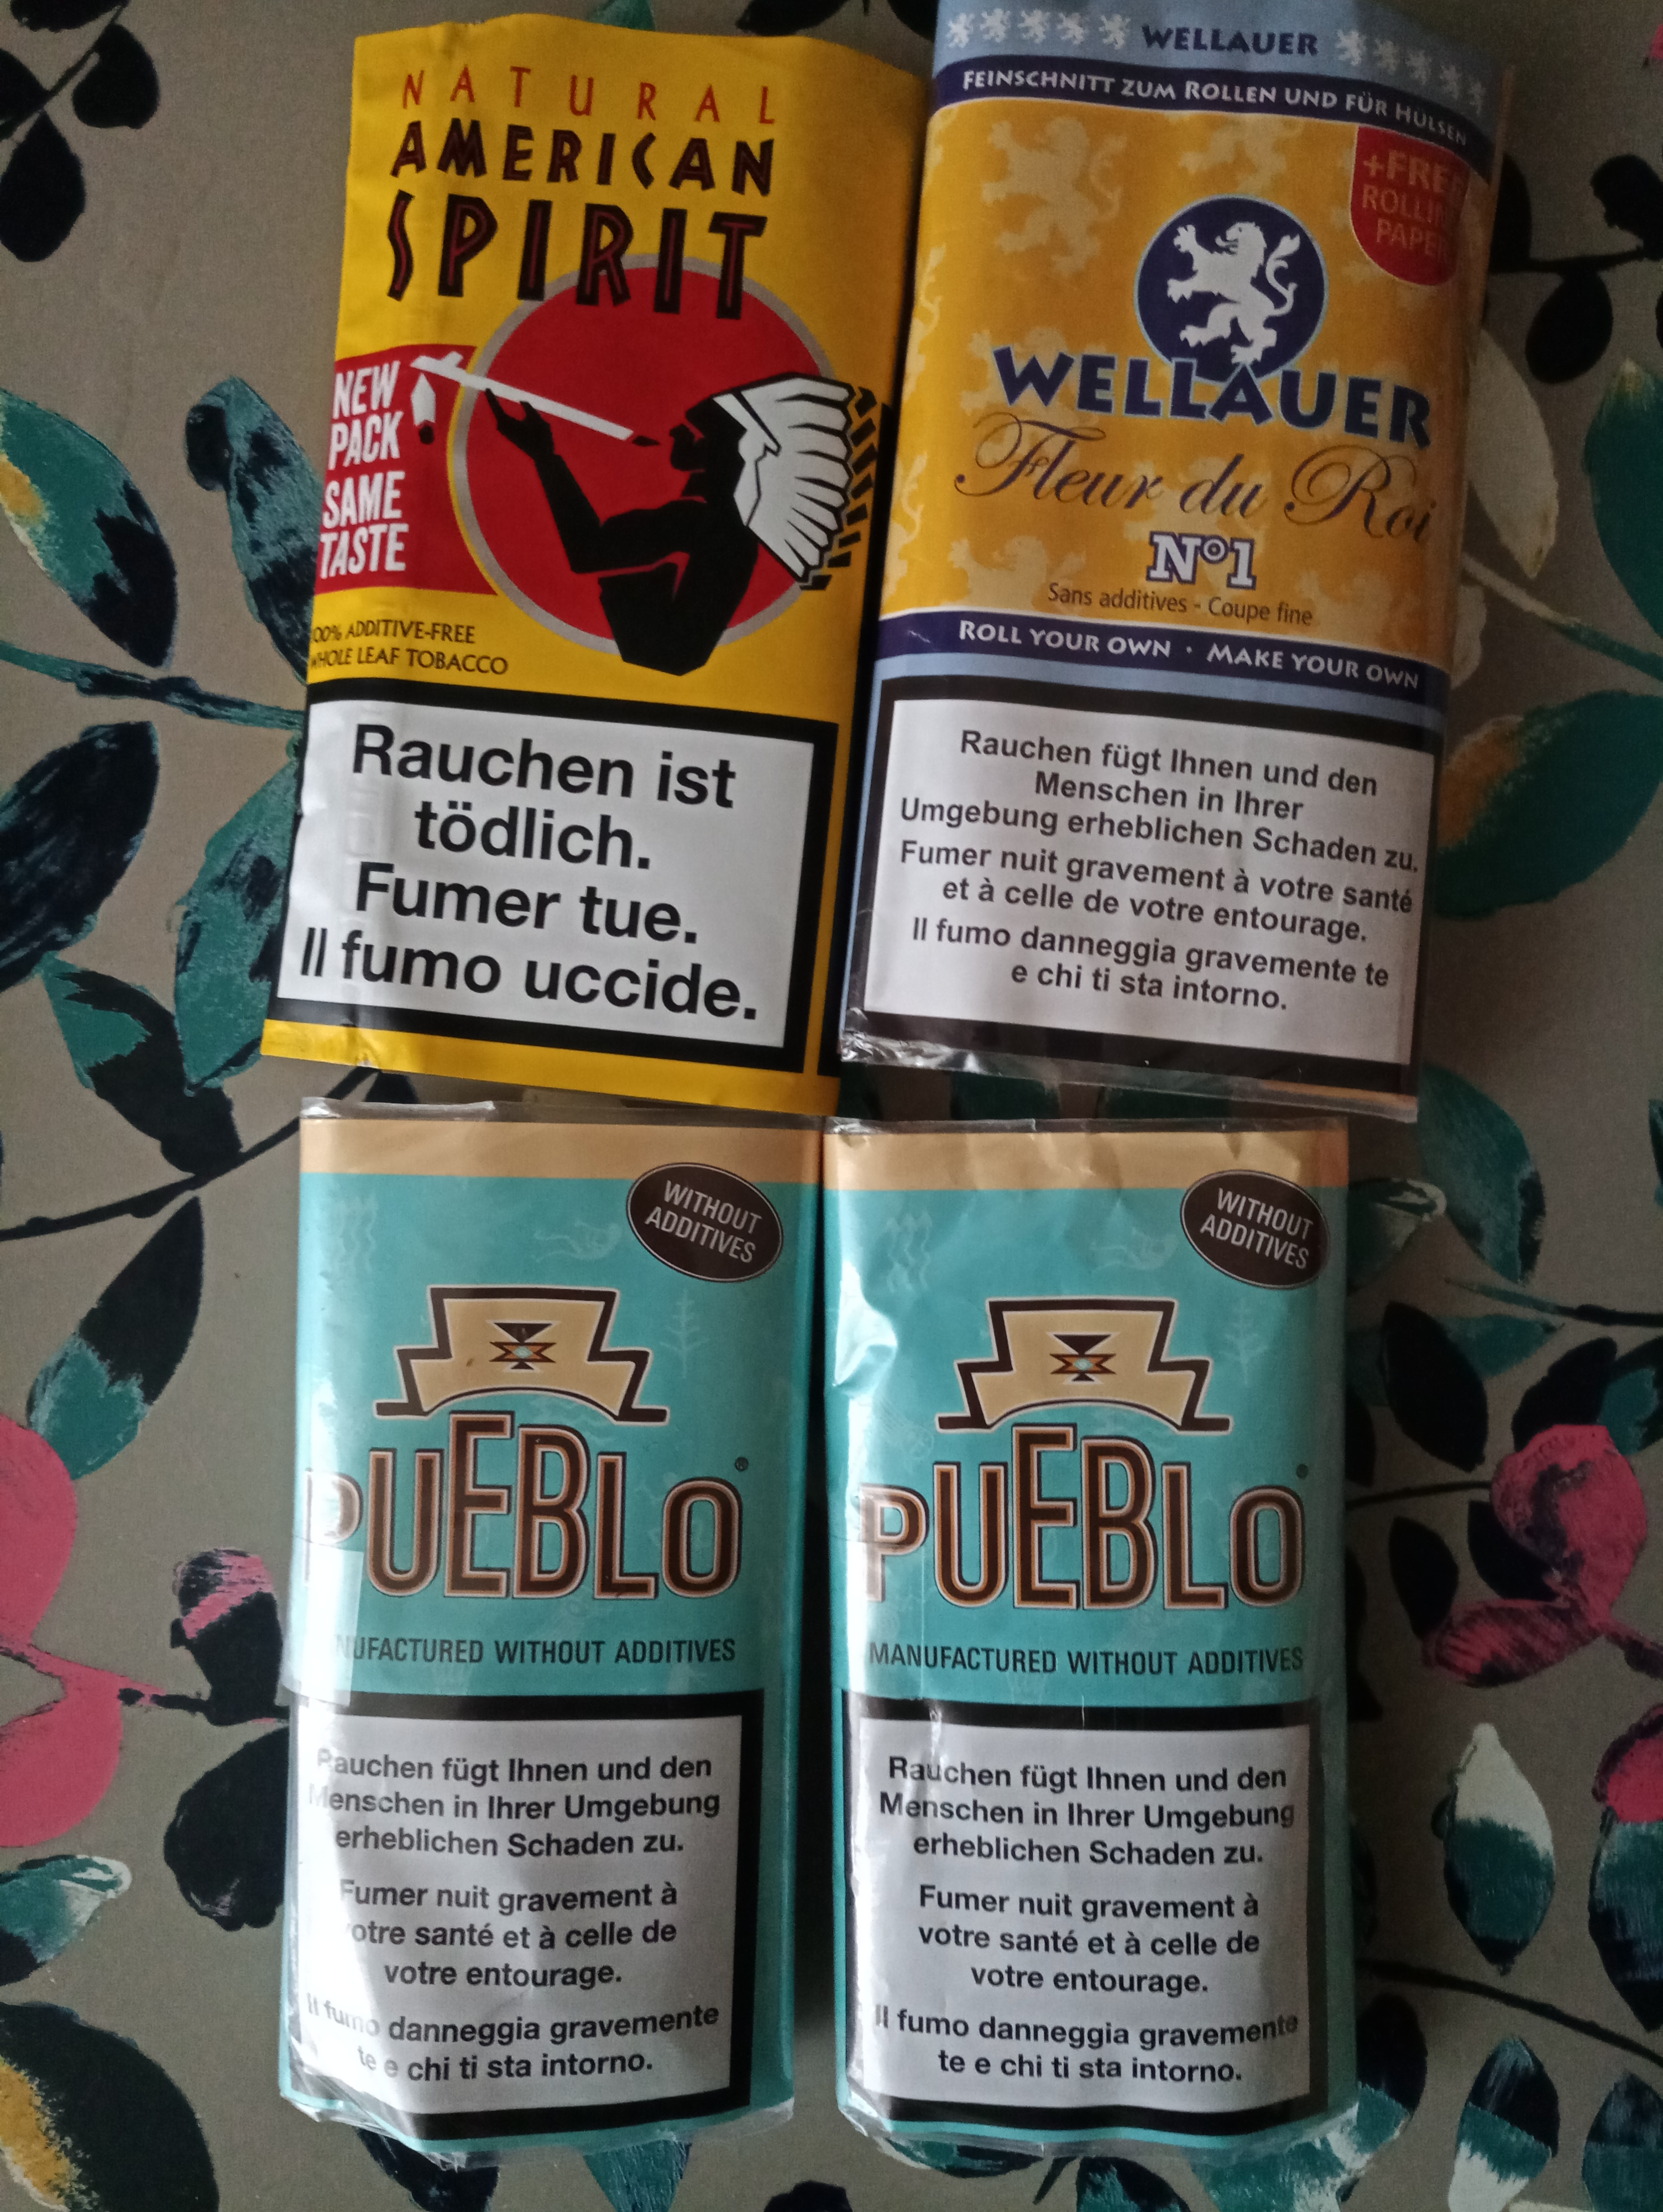 NATURAL
AMERICAN
SPIRIT
NEW
PACK
SAME
TASTE
100% ADDITIVE-FREE
WHOLE LEAF TOBACCO
Rauchen ist
tödlich.
Fumer tue.
Il fumo uccide.
WELLAUER
FEINSCHNITT ZUM ROLLEN UND FÜR HÜLSEN
+FREE
ROLLIN
PAPER
WELLAUER
Fleur du Roi
N°1
Sans additives - Coupe fine
ROLL YOUR OWN · MAKE YOUR OWN
Rauchen fügt Ihnen und den
Menschen in Ihrer
Umgebung erheblichen Schaden zu.
Fumer nuit gravement à votre santé
et à celle de votre entourage.
Il fumo danneggia gravemente te
e chi ti sta intorno.
WITHOUT
ADDITIVES
PUEBLO®
NUFACTURED WITHOUT ADDITIVES
Rauchen fügt Ihnen und den
Menschen in Ihrer Umgebung
erheblichen Schaden zu.
Fumer nuit gravement à
votre santé et à celle de
votre entourage.
Il fumo danneggia gravemente
te e chi ti sta intorno.
WITHOUT
ADDITIVES
PUEBLO®
MANUFACTURED WITHOUT ADDITIVES
Rauchen fügt Ihnen und den
Menschen in Ihrer Umgebung
erheblichen Schaden zu.
Fumer nuit gravement à
votre santé et à celle de
votre entourage.
Il fumo danneggia gravemente
te e chi ti sta intorno.